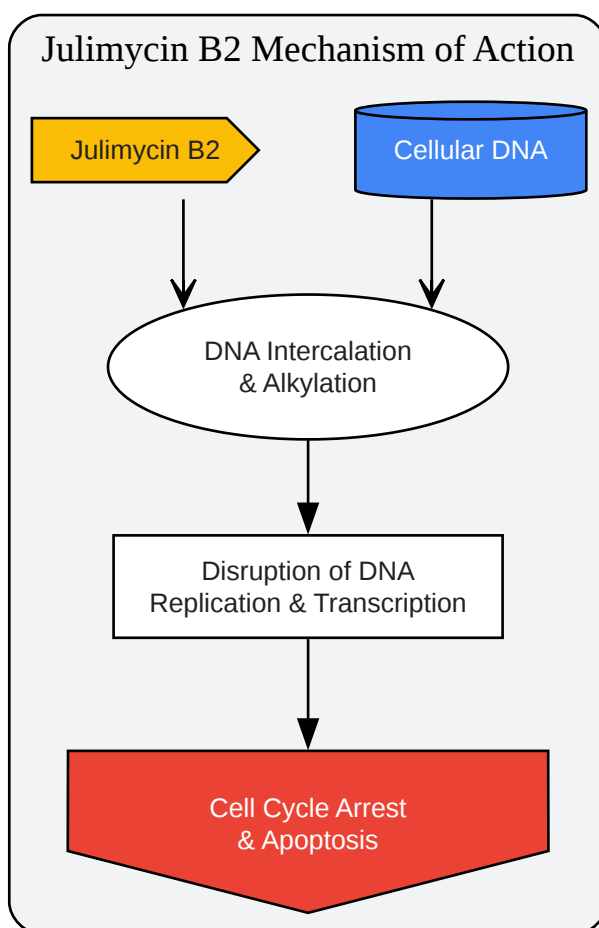 Julimycin B2 Mechanism of Action
Julimycin B2
Cellular DNA
DNA Intercalation
& Alkylation
Disruption of DNA
Replication & Transcription
Cell Cycle Arrest
& Apoptosis